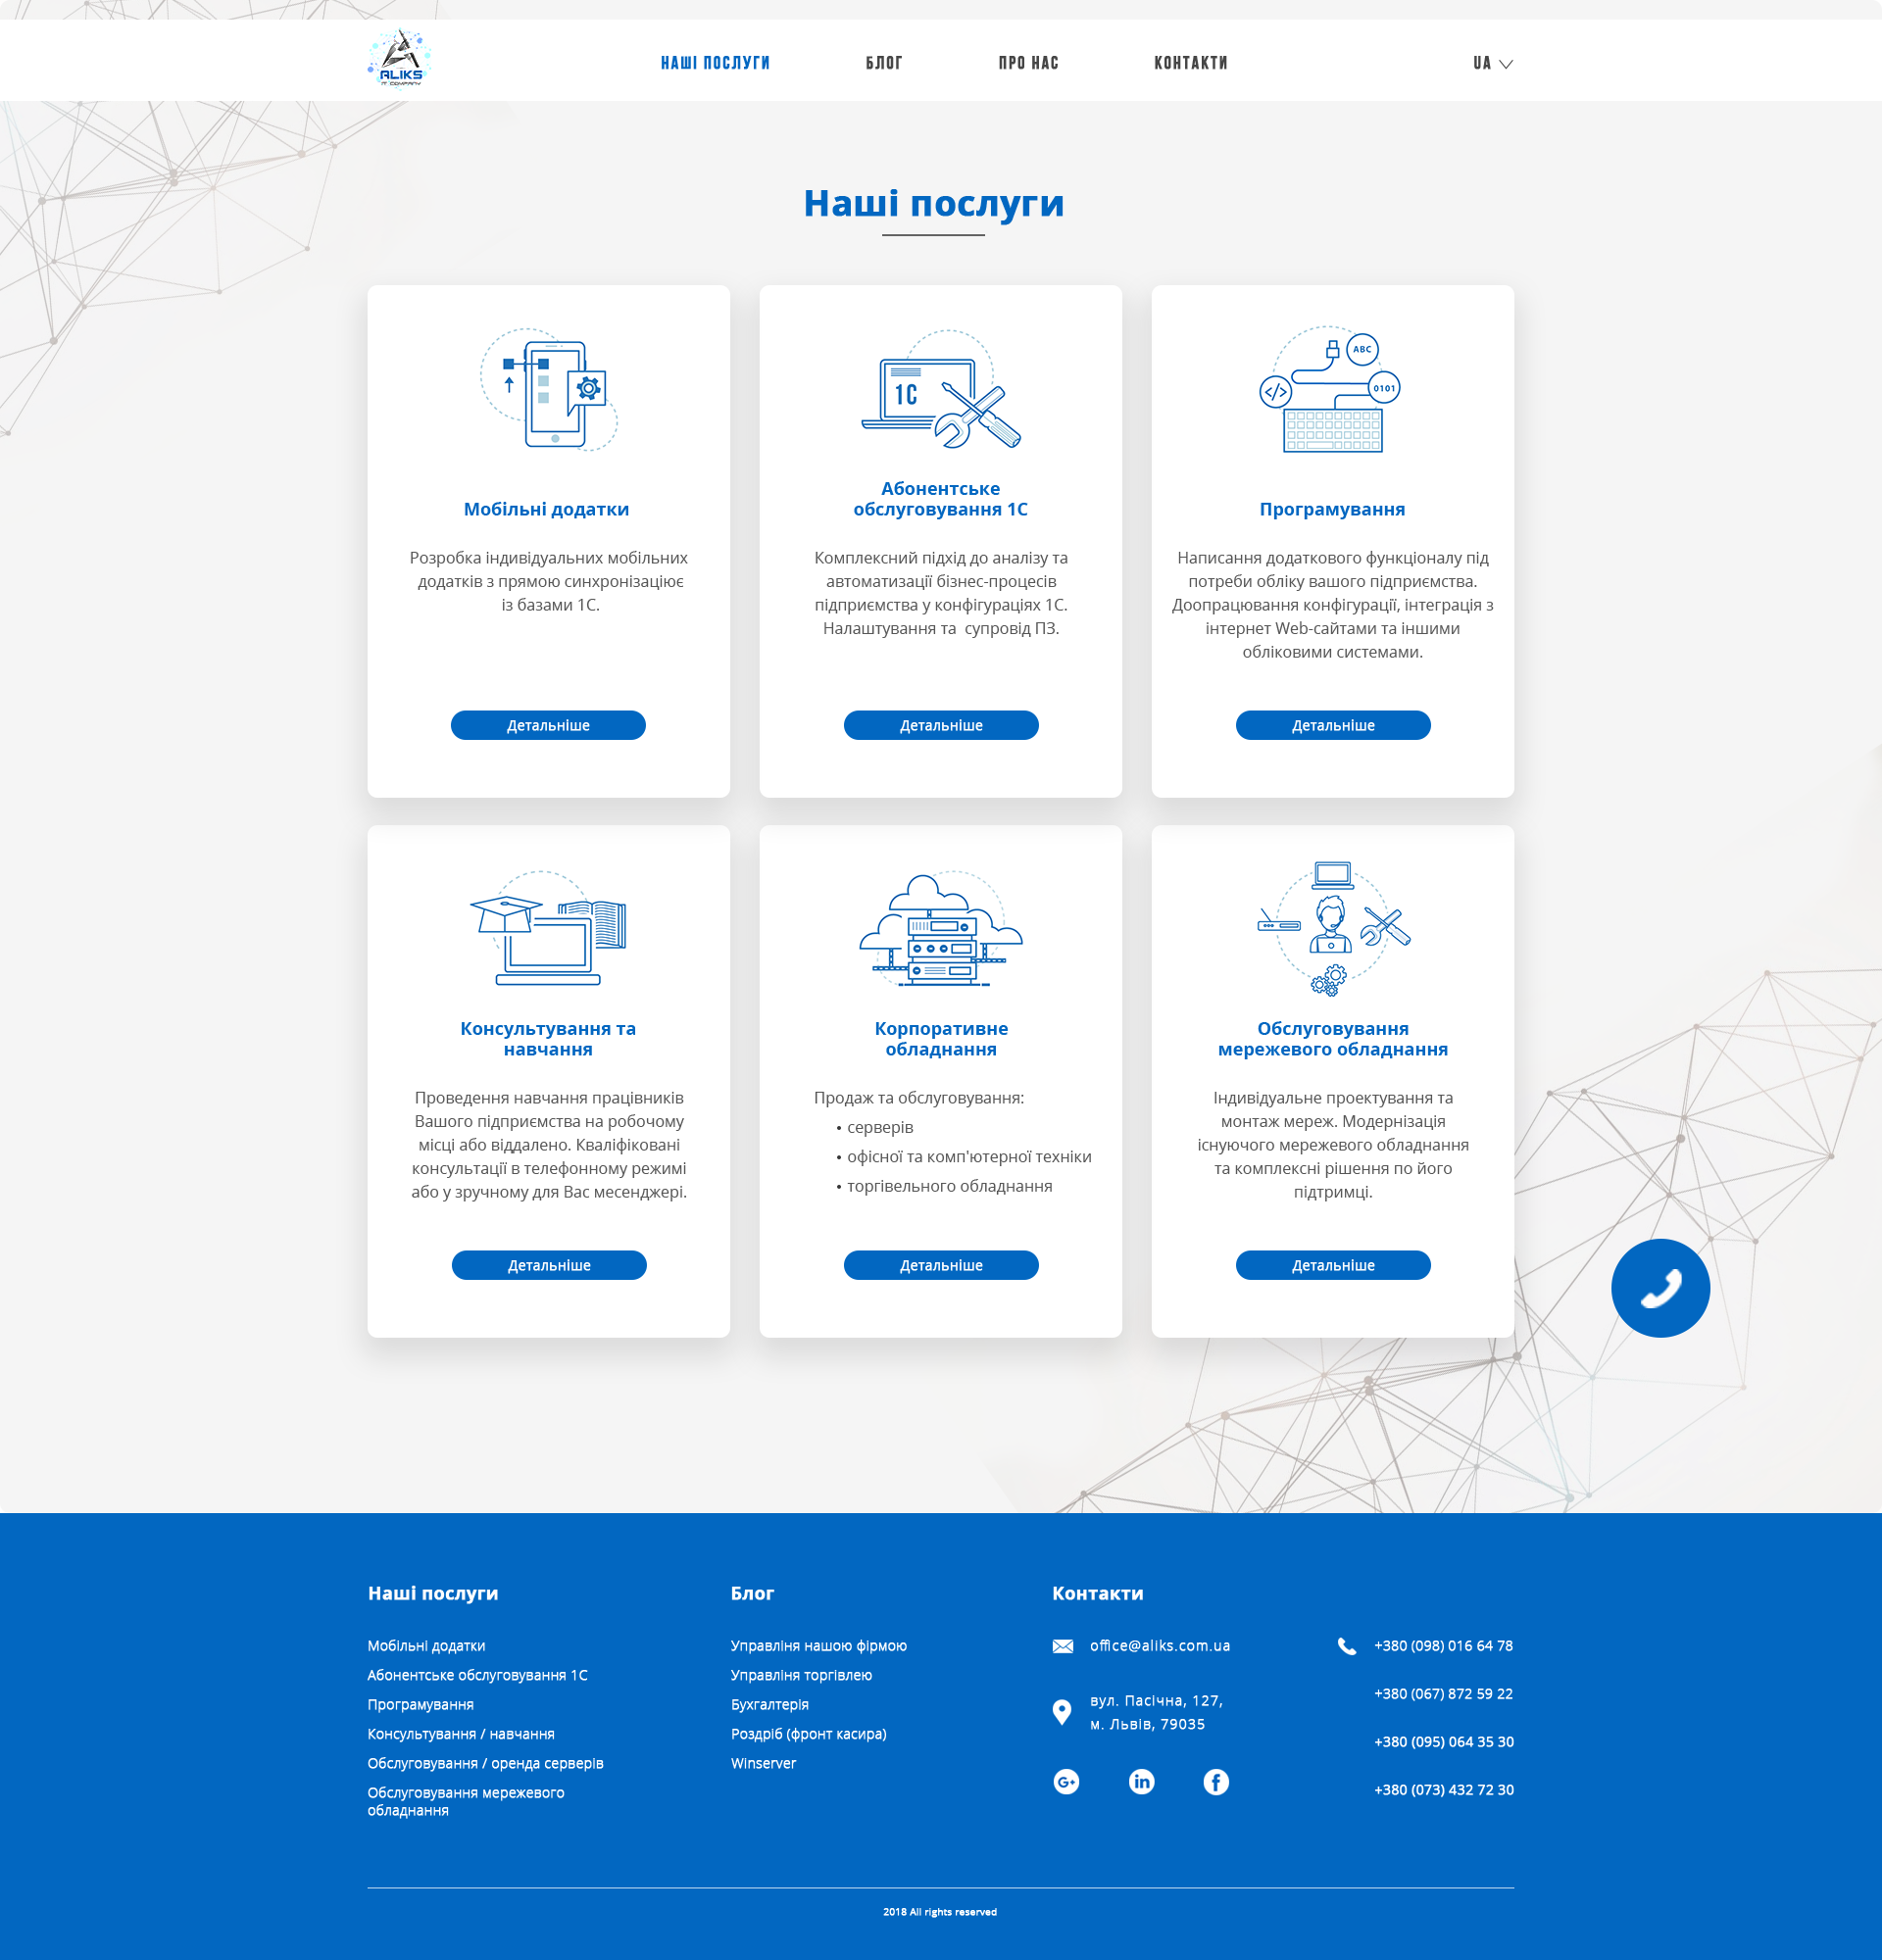 ALIKS
IT COMPANY
НАШІ ПОСЛУГИ
БЛОГ
ПРО НАС
КОНТАКТИ
UA
Наші послуги
Мобільні додатки
Розробка індивідуальних мобільних
додатків з прямою синхронізаціює
із базами 1С.
Детальніше
1C
Абонентське
обслуговування 1С
Комплексний підхід до аналізу та
автоматизації бізнес-процесів
підприємства у конфігураціях 1С.
Налаштування та супровід ПЗ.
Детальніше
ABC
</>
0101
Програмування
Написання додаткового функціоналу під
потреби обліку вашого підприємства.
Доопрацювання конфігурації, інтеграція з
інтернет Web-сайтами та іншими
обліковими системами.
Детальніше
Консультування та
навчання
Проведення навчання працівників
Вашого підприємства на робочому
місці або віддалено. Кваліфіковані
консультації в телефонному режимі
або у зручному для Вас месенджері.
Детальніше
Корпоративне
обладнання
Продаж та обслуговування:
• серверів
• офісної та комп'ютерної техніки
• торгівельного обладнання
Детальніше
Обслуговування
мережевого обладнання
Індивідуальне проектування та
монтаж мереж. Модернізація
існуючого мережевого обладнання
та комплексні рішення по його
підтримці.
Детальніше
Наші послуги
Мобільні додатки
Абонентське обслуговування 1С
Програмування
Консультування / навчання
Обслуговування / оренда серверів
Обслуговування мережевого
обладнання
Блог
Управліня нашою фірмою
Управліня торгівлею
Бухгалтерія
Роздріб (фронт касира)
Winserver
Контакти
office@aliks.com.ua
вул. Пасічна, 127,
м. Львів, 79035
G+
in
f
+380 (098) 016 64 78
+380 (067) 872 59 22
+380 (095) 064 35 30
+380 (073) 432 72 30
2018 All rights reserved